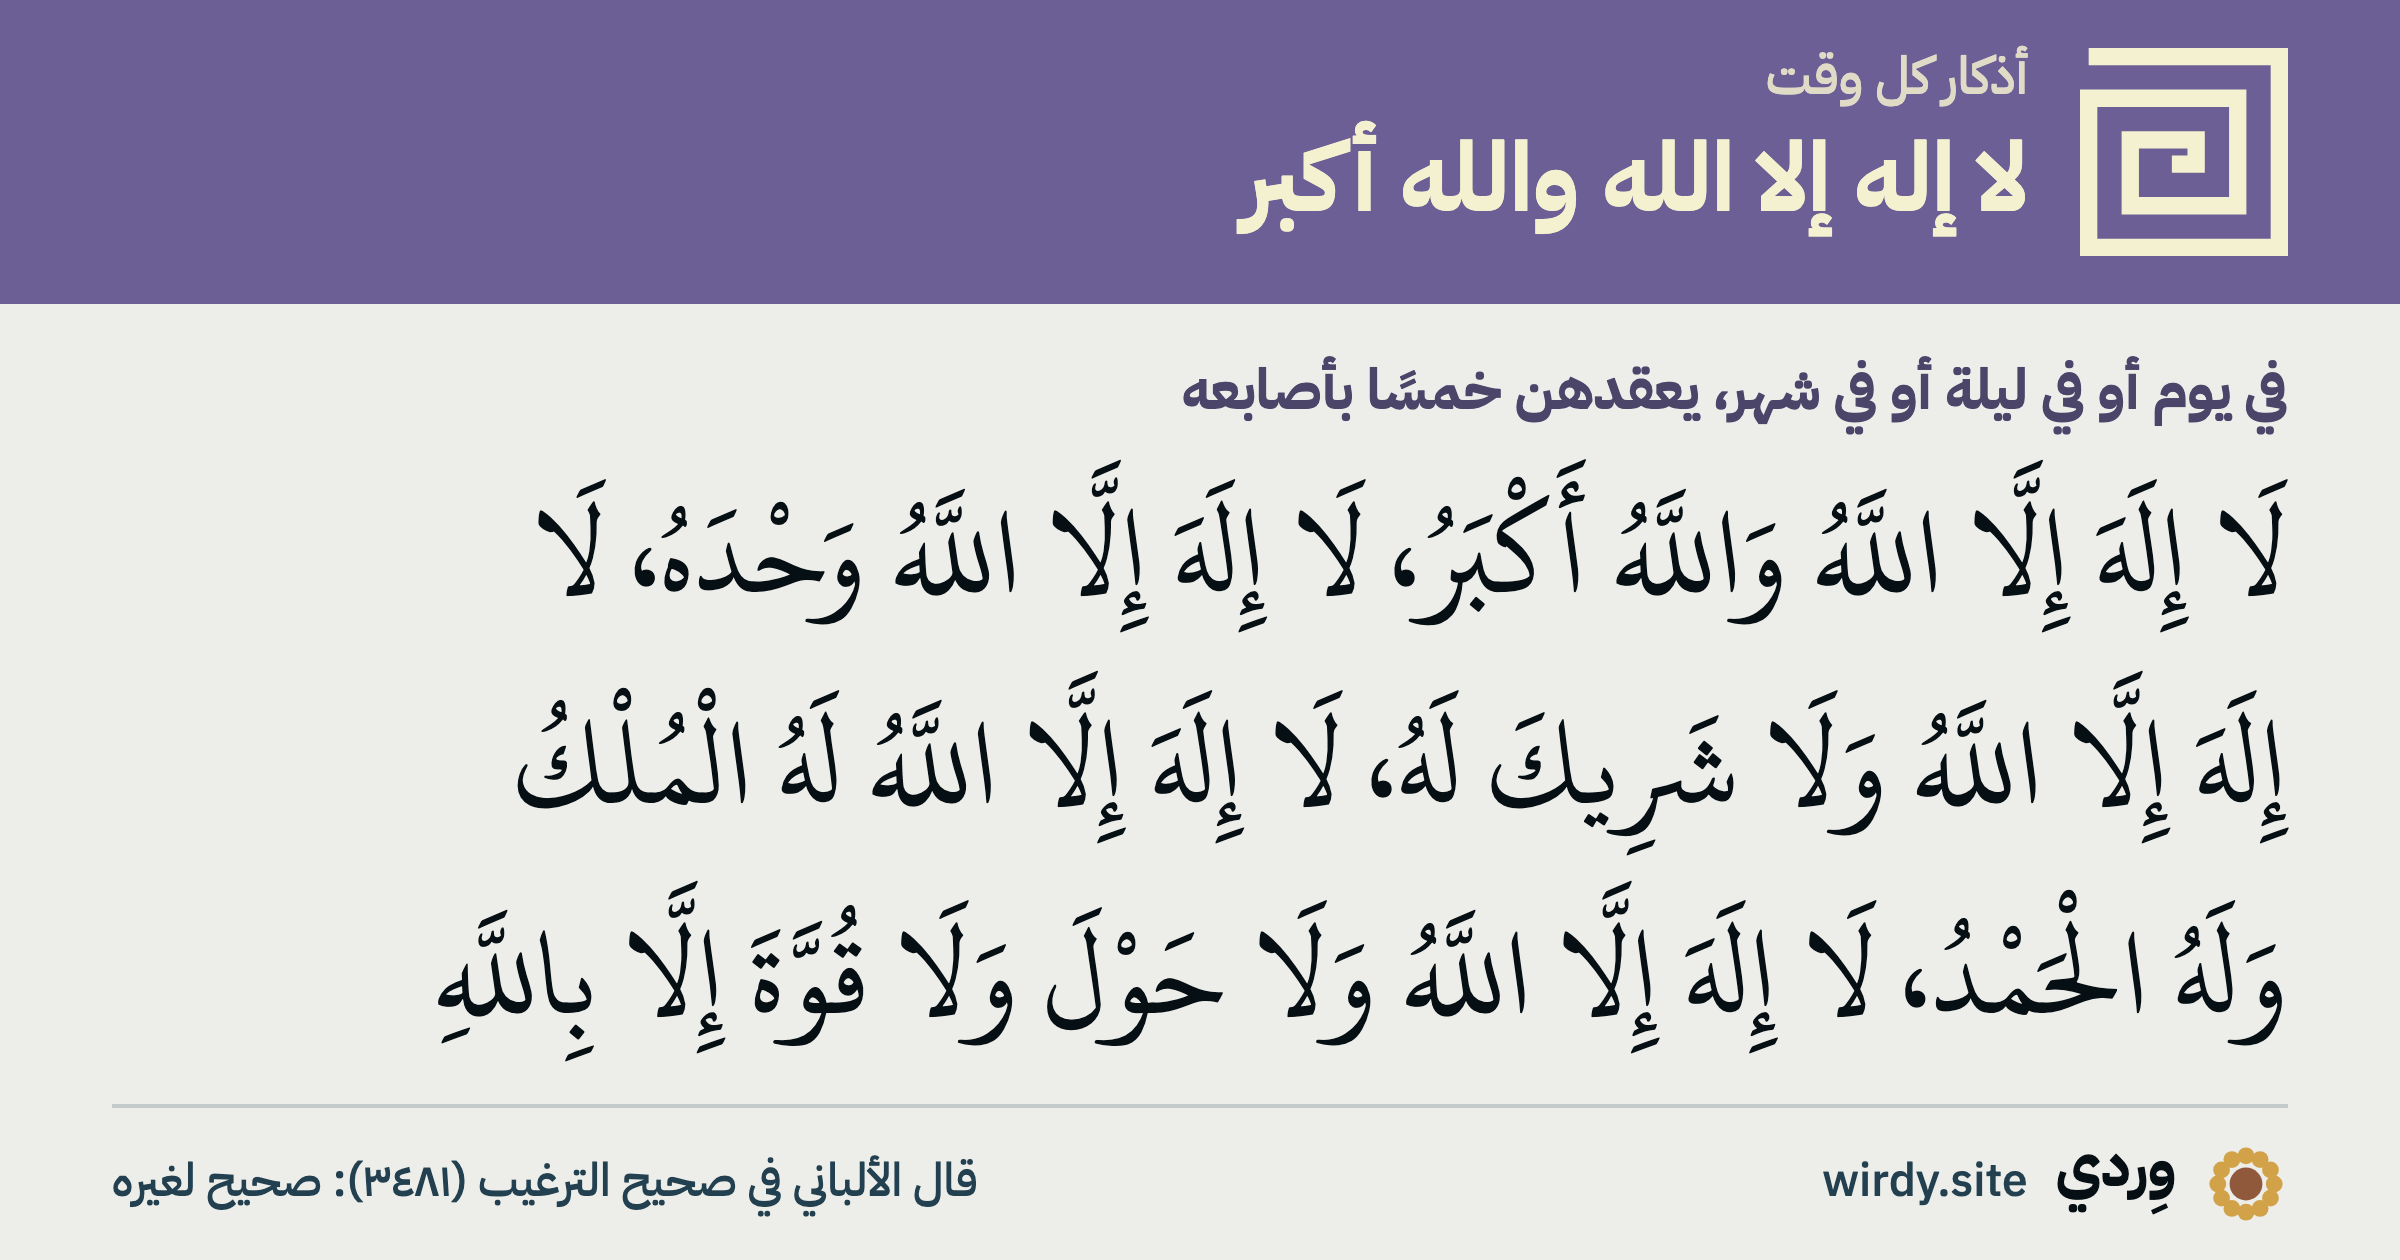 أذكار كل وقت
لا إله إلا الله والله أكبر
في يوم أو في ليلة أو في شهر، يعقدهن خمسًا بأصابعه
لَا إِلَهَ إِلَّا اللَّهُ وَاللَّهُ أَكْبَرُ، لَا إِلَهَ إِلَّا اللَّهُ وَحْدَهُ، لَا
إِلَهَ إِلَّا اللَّهُ وَلَا شَرِيكَ لَهُ، لَا إِلَهَ إِلَّا اللَّهُ لَهُ الْمُلْكُ
وَلَهُ الْحَمْدُ، لَا إِلَهَ إِلَّا اللَّهُ وَلَا حَوْلَ وَلَا قُوَّةَ إِلَّا بِاللَّهِ
وِردي wirdy.site
قال الألباني في صحيح الترغيب (٣٤٨١): صحيح لغيره